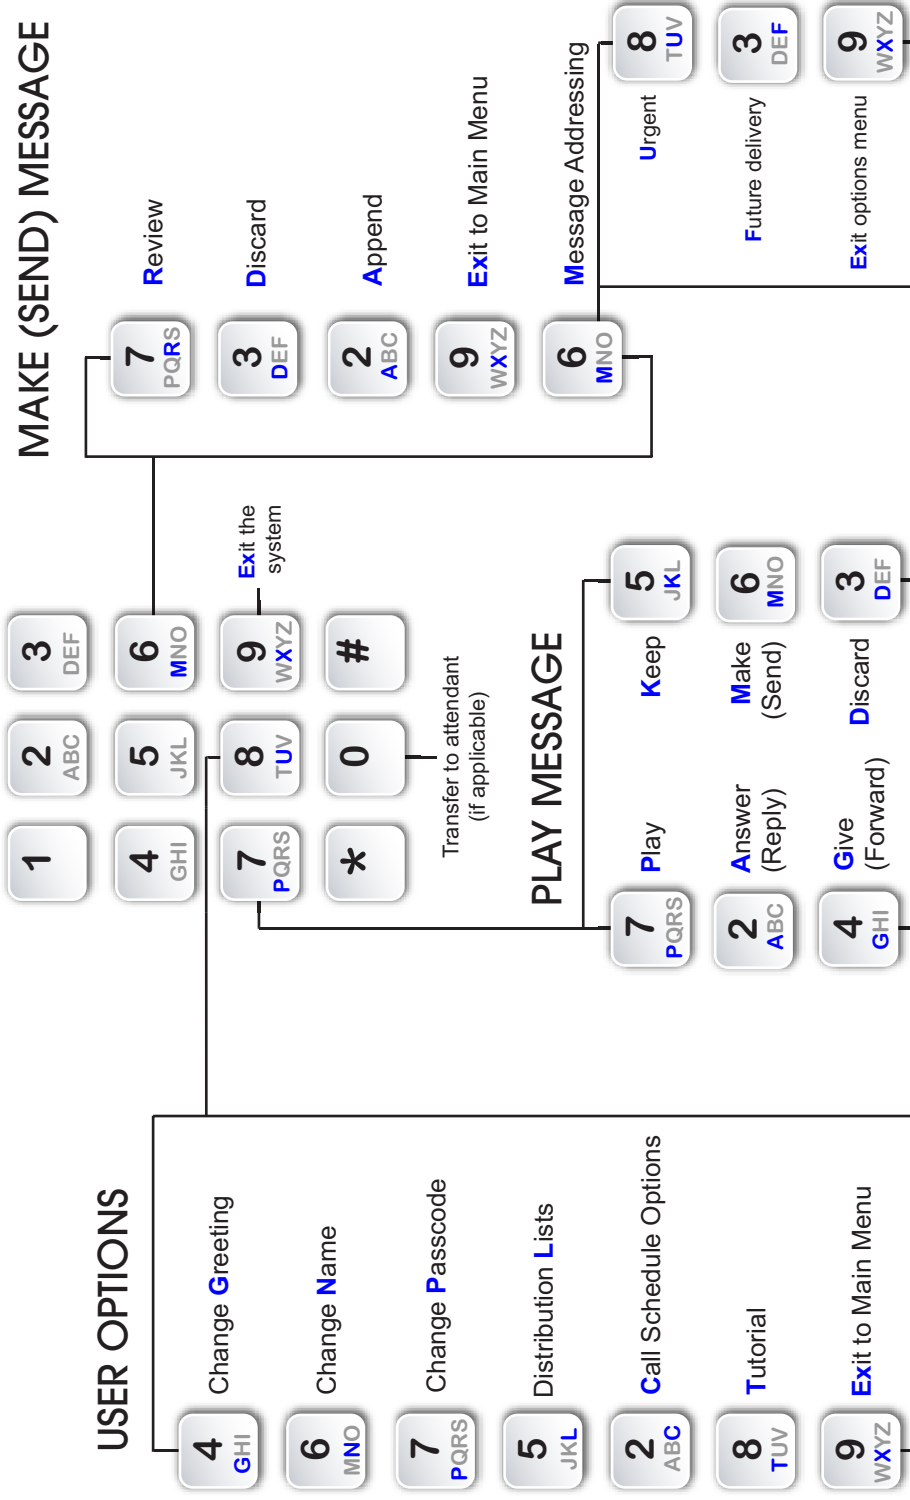 USER OPTIONS
4
GHI
Change Greeting
6
MNO
Change Name
7
PQRS
Change Passcode
5
JKL
Distribution Lists
2
ABC
Call Schedule Options
8
TUV
Tutorial
9
WXYZ
Exit to Main Menu
1
2
ABC
3
DEF
4
GHI
5
JKL
6
MNO
7
PQRS
8
TUV
9
WXYZ
Exit the
system
*
0
#
Transfer to attendant
(if applicable)
PLAY MESSAGE
7
PQRS
Play
5
JKL
Keep
2
ABC
Answer
(Reply)
6
MNO
Make
(Send)
4
GHI
Give
(Forward)
3
DEF
Discard
MAKE (SEND) MESSAGE
7
PQRS
Review
3
DEF
Discard
2
ABC
Append
9
WXYZ
Exit to Main Menu
6
MNO
Message Addressing
8
TUV
Urgent
3
DEF
Future delivery
9
WXYZ
Exit options menu